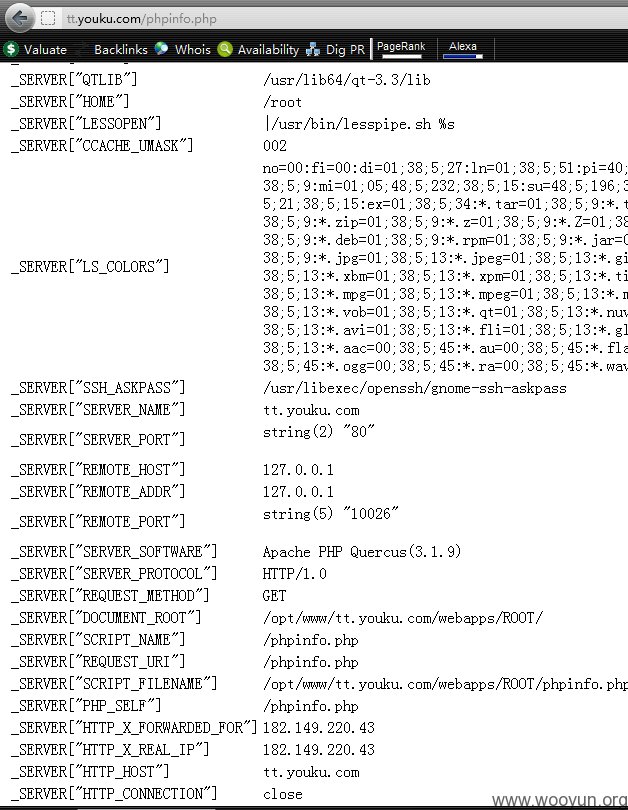 tt.youku.com/phpinfo.php
Valuate Backlinks Whois Availability Dig PR PageRank Alexa
_SERVER["QTLIB"] /usr/lib64/qt-3.3/lib
_SERVER["HOME"] /root
_SERVER["LESSOPEN"] |/usr/bin/lesspipe.sh %s
_SERVER["CCACHE_UMASK"] 002
no=00:fi=00:di=01;38;5;27:ln=01;38;5;51:pi=40;
38;5;9:mi=01;05;48;5;232;38;5;15:su=48;5;196;3
5;21;38;5;15:ex=01;38;5;34:*.tar=01;38;5;9:*.t
38;5;9:*.zip=01;38;5;9:*.z=01;38;5;9:*.Z=01;38
38;5;9:*.deb=01;38;5;9:*.rpm=01;38;5;9:*.jar=0
_SERVER["LS_COLORS"] 38;5;9:*.jpg=01;38;5;13:*.jpeg=01;38;5;13:*.gi
38;5;13:*.xbm=01;38;5;13:*.xpm=01;38;5;13:*.ti
38;5;13:*.mpg=01;38;5;13:*.mpeg=01;38;5;13:*.m
38;5;13:*.vob=01;38;5;13:*.qt=01;38;5;13:*.nuv
38;5;13:*.avi=01;38;5;13:*.fli=01;38;5;13:*.gl
38;5;13:*.aac=00;38;5;45:*.au=00;38;5;45:*.fla
38;5;45:*.ogg=00;38;5;45:*.ra=00;38;5;45:*.wav
_SERVER["SSH_ASKPASS"] /usr/libexec/openssh/gnome-ssh-askpass
_SERVER["SERVER_NAME"] tt.youku.com
_SERVER["SERVER_PORT"] string(2) "80"
_SERVER["REMOTE_HOST"] 127.0.0.1
_SERVER["REMOTE_ADDR"] 127.0.0.1
_SERVER["REMOTE_PORT"] string(5) "10026"
_SERVER["SERVER_SOFTWARE"] Apache PHP Quercus(3.1.9)
_SERVER["SERVER_PROTOCOL"] HTTP/1.0
_SERVER["REQUEST_METHOD"] GET
_SERVER["DOCUMENT_ROOT"] /opt/www/tt.youku.com/webapps/ROOT/
_SERVER["SCRIPT_NAME"] /phpinfo.php
_SERVER["REQUEST_URI"] /phpinfo.php
_SERVER["SCRIPT_FILENAME"] /opt/www/tt.youku.com/webapps/ROOT/phpinfo.php
_SERVER["PHP_SELF"] /phpinfo.php
_SERVER["HTTP_X_FORWARDED_FOR"] 182.149.220.43
_SERVER["HTTP_X_REAL_IP"] 182.149.220.43
_SERVER["HTTP_HOST"] tt.youku.com
_SERVER["HTTP_CONNECTION"] close
www.wooyun.org